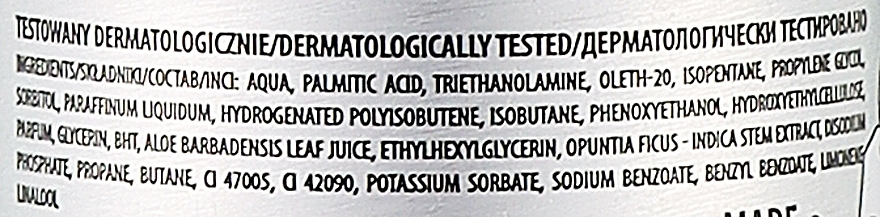 TESTOWANY DERMATOLOGICZNIE/DERMATOLOGICALLY TESTED/ДЕРМАТОЛОГИЧЕСКИ ТЕСТИРОВАНО
INGREDIENTS/SKŁADNIKI/СОСТАВ/INCI: AQUA, PALMITIC ACID, TRIETHANOLAMINE, OLETH-20, ISOPENTANE, PROPYLENE GLYCOL,
SORBITOL, PARAFFINUM LIQUIDUM, HYDROGENATED POLYISOBUTENE, ISOBUTANE, PHENOXYETHANOL, HYDROXYETHYLCELLULOSE,
PARFUM, GLYCERIN, BHT, ALOE BARBADENSIS LEAF JUICE, ETHYLHEXYLGLYCERIN, OPUNTIA FICUS - INDICA STEM EXTRACT, DISODIUM
PHOSPHATE, PROPANE, BUTANE, CI 47005, CI 42090, POTASSIUM SORBATE, SODIUM BENZOATE, BENZYL BENZOATE, LIMONENE
LINALOOL
MADE